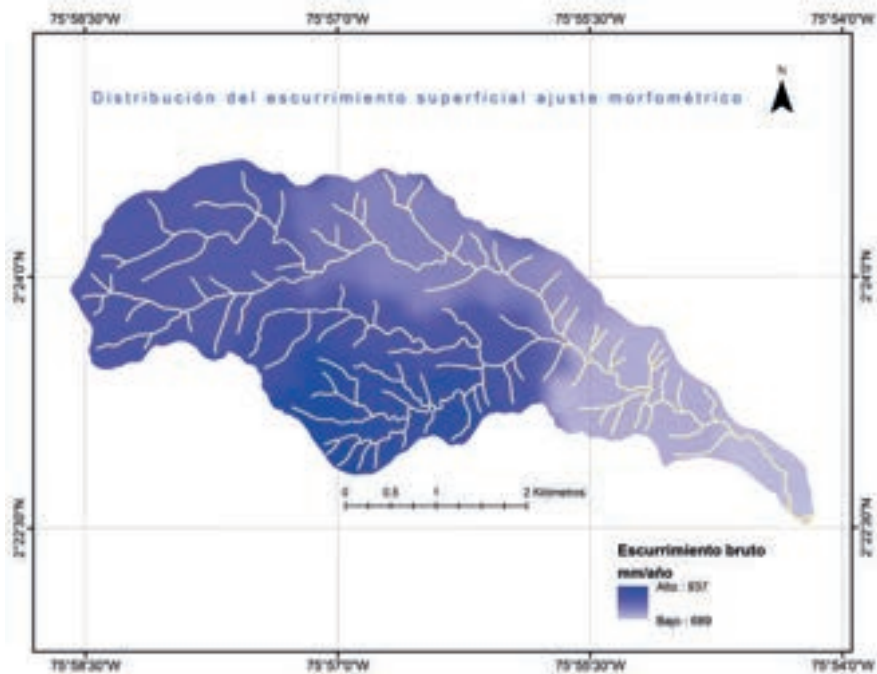 75°58'30"W 75°57'0"W 75°55'30"W 75°54'0"W
N
Distribución del escurrimiento superficial ajuste morfométrico
2°24'0"N 2°24'0"N
0 0.5 1 2 Kilómetros
2°22'30"N 2°22'30"N
Escurrimiento bruto
mm/año
Alto : 937
Bajo : 689
75°58'30"W 75°57'0"W 75°55'30"W 75°54'0"W